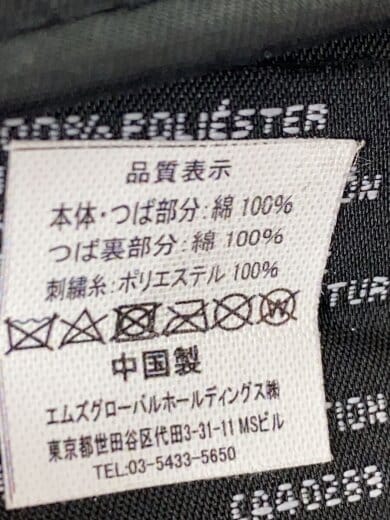 100% POLIÉSTER
品質表示
本体・つば部分：綿 100%
つば裏部分：綿 100%
刺繍糸：ポリエステル 100%
中国製
エムズグローバルホールディングス㈱
東京都世田谷区代田3-31-11 MSビル
TEL:03-5433-5650